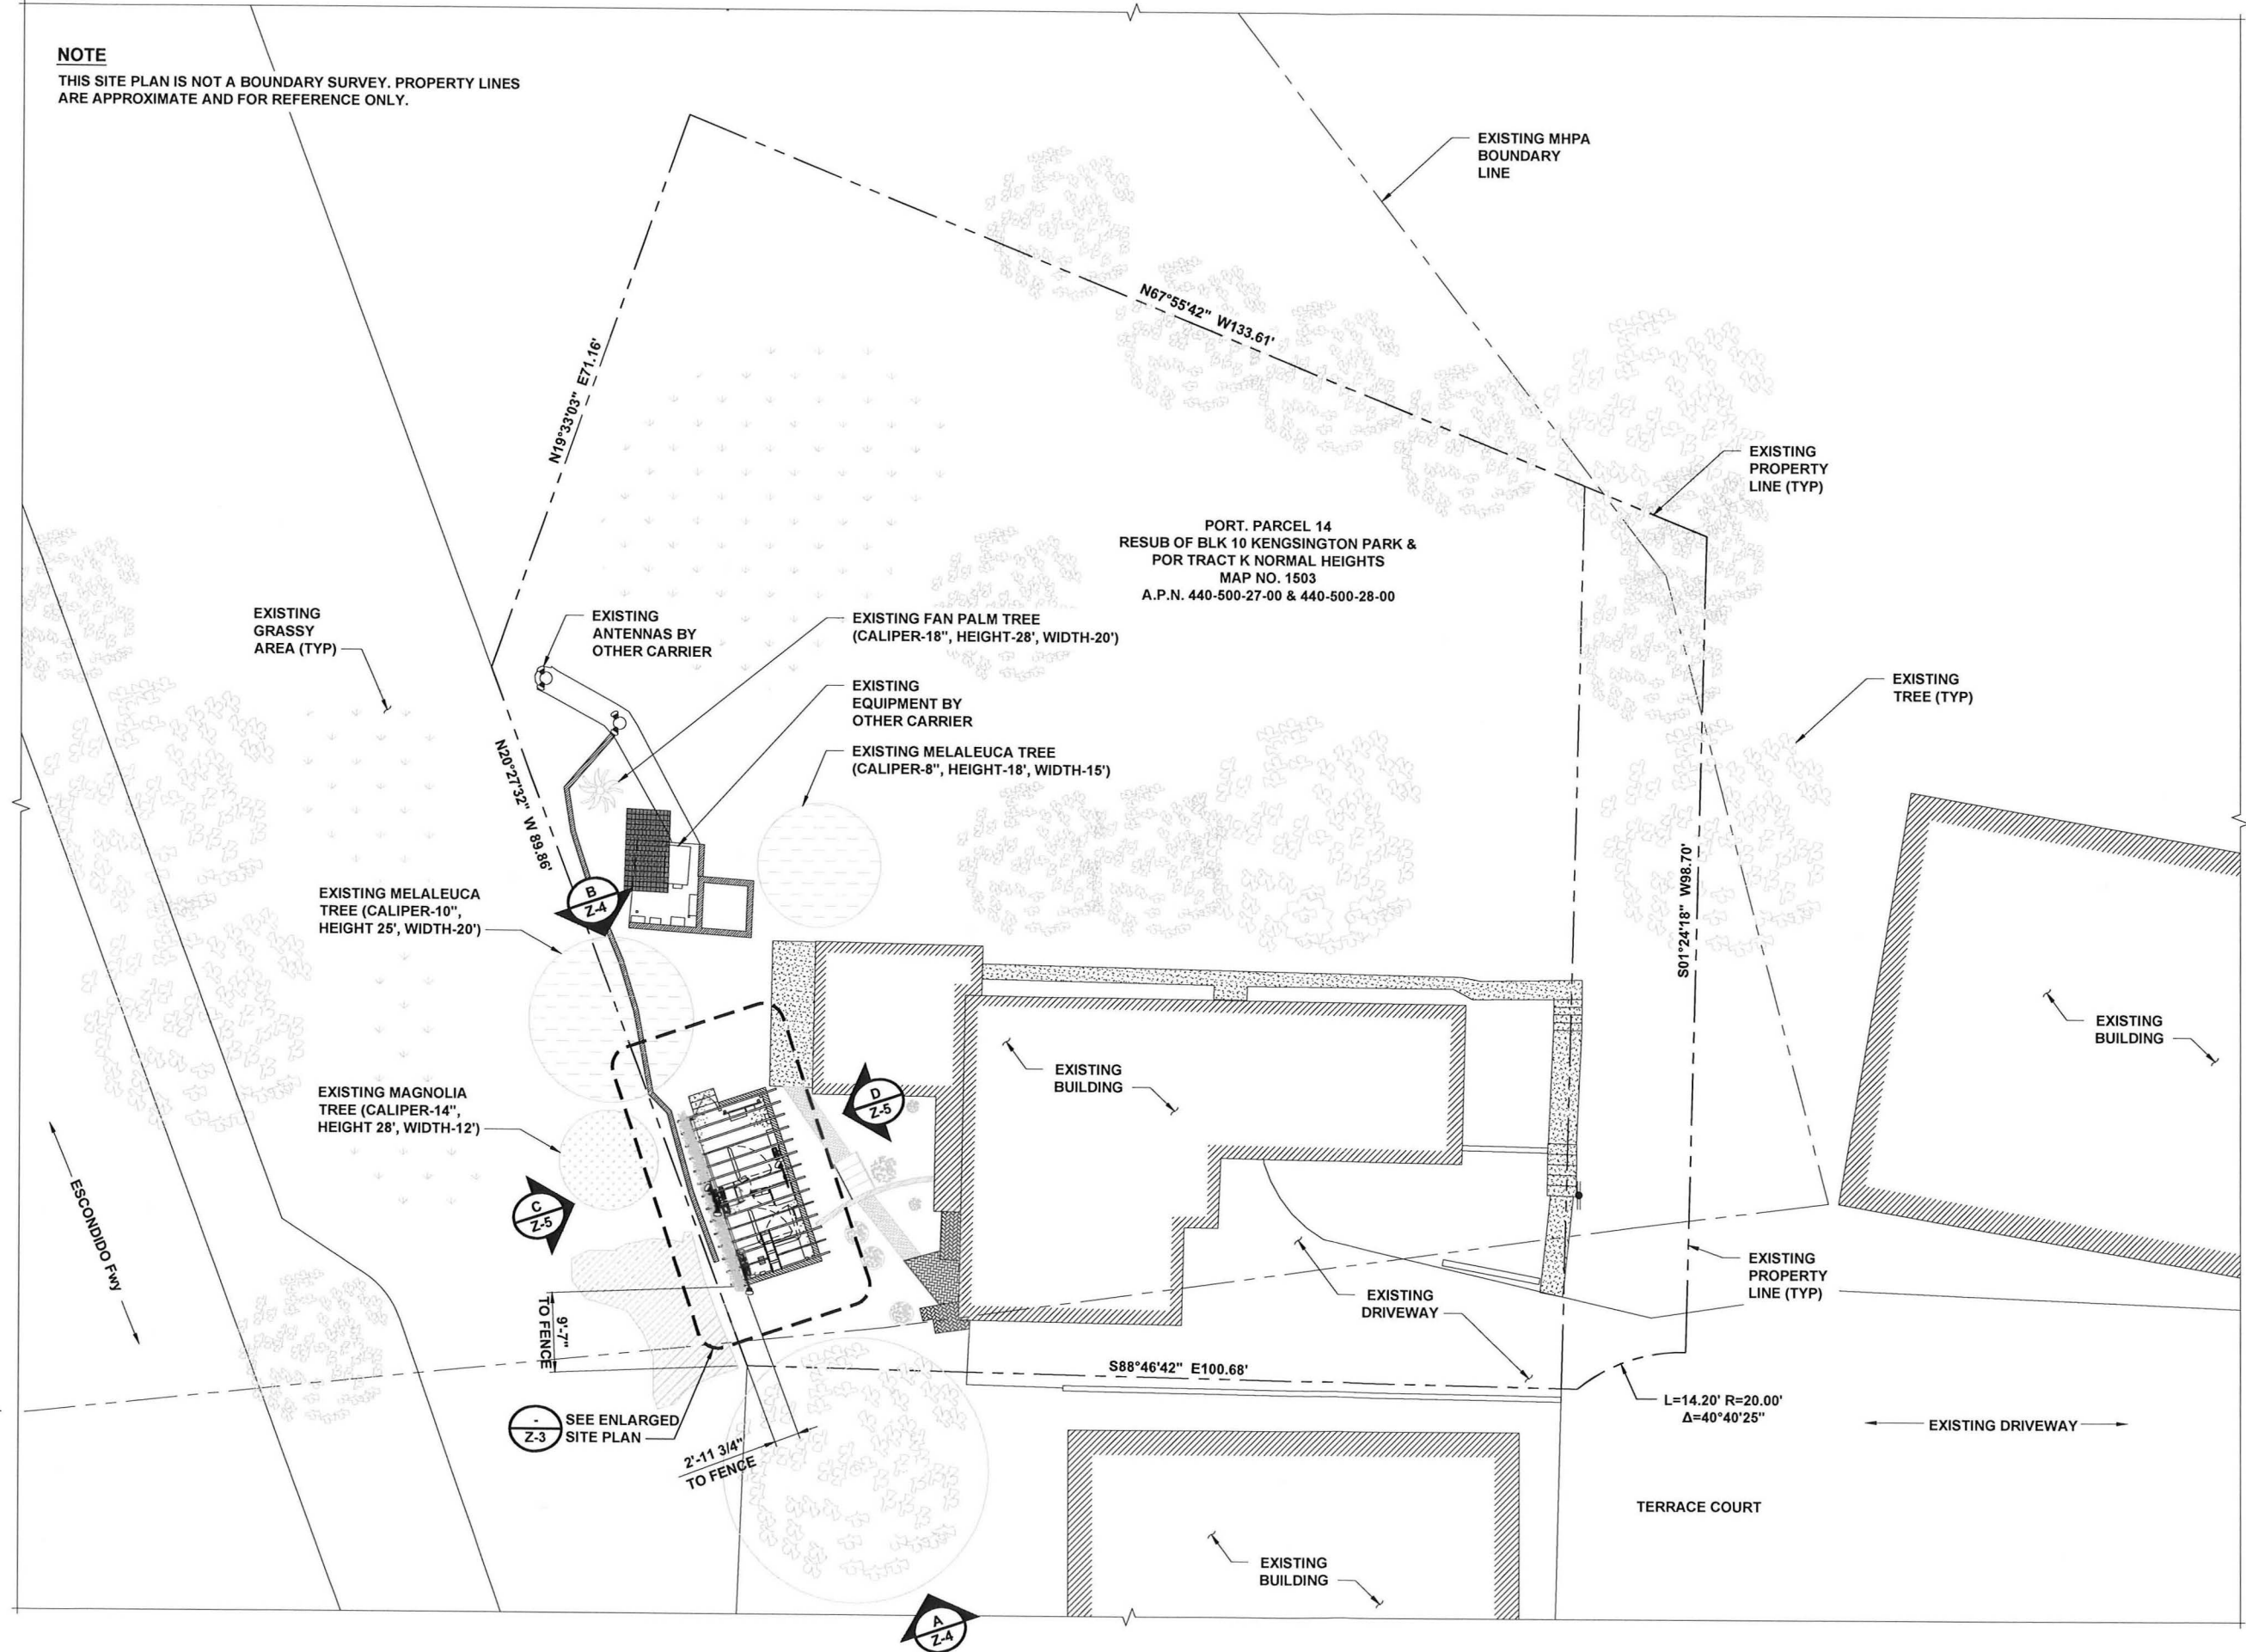 NOTE
THIS SITE PLAN IS NOT A BOUNDARY SURVEY. PROPERTY LINES
ARE APPROXIMATE AND FOR REFERENCE ONLY.
EXISTING MHPA
BOUNDARY
LINE
N67°55'42" W133.61'
N19°33'03" E71.16'
EXISTING
PROPERTY
LINE (TYP)
PORT. PARCEL 14
RESUB OF BLK 10 KENGSINGTON PARK &
POR TRACT K NORMAL HEIGHTS
MAP NO. 1503
A.P.N. 440-500-27-00 & 440-500-28-00
EXISTING
GRASSY
AREA (TYP)
EXISTING
ANTENNAS BY
OTHER CARRIER
EXISTING FAN PALM TREE
(CALIPER-18", HEIGHT-28', WIDTH-20')
EXISTING
EQUIPMENT BY
OTHER CARRIER
EXISTING
TREE (TYP)
EXISTING MELALEUCA TREE
(CALIPER-8", HEIGHT-18', WIDTH-15')
N20°27'32" W 89.86'
S01°24'18" W98.70'
EXISTING MELALEUCA
TREE (CALIPER-10",
HEIGHT 25', WIDTH-20')
B
Z-4
EXISTING
BUILDING
EXISTING
BUILDING
D
Z-5
EXISTING MAGNOLIA
TREE (CALIPER-14",
HEIGHT 28', WIDTH-12')
C
Z-5
ESCONDIDO Fwy
EXISTING
PROPERTY
LINE (TYP)
EXISTING
DRIVEWAY
9'-7"
TO FENCE
S88°46'42" E100.68'
L=14.20' R=20.00'
Δ=40°40'25"
EXISTING DRIVEWAY
-
Z-3
SEE ENLARGED
SITE PLAN
2'-11 3/4"
TO FENCE
TERRACE COURT
EXISTING
BUILDING
A
Z-4